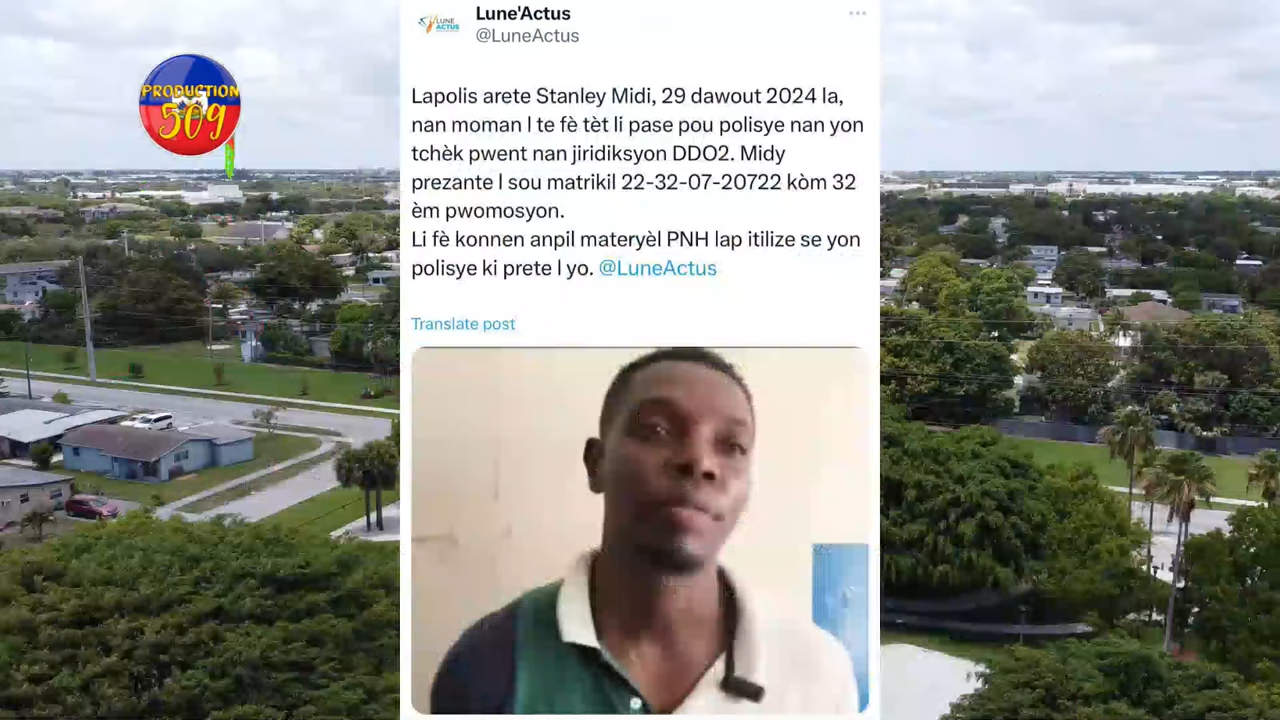 PRODUCTION
509
LUNE
ACTUS
Lune'Actus
@LuneActus
Lapolis arete Stanley Midi, 29 dawout 2024 la,
nan moman l te fè tèt li pase pou polisye nan yon
tchèk pwent nan jiridiksyon DDO2. Midy
prezante l sou matrikil 22-32-07-20722 kòm 32
èm pwomosyon.
Li fè konnen anpil materyèl PNH lap itilize se yon
polisye ki prete l yo. @LuneActus
Translate post